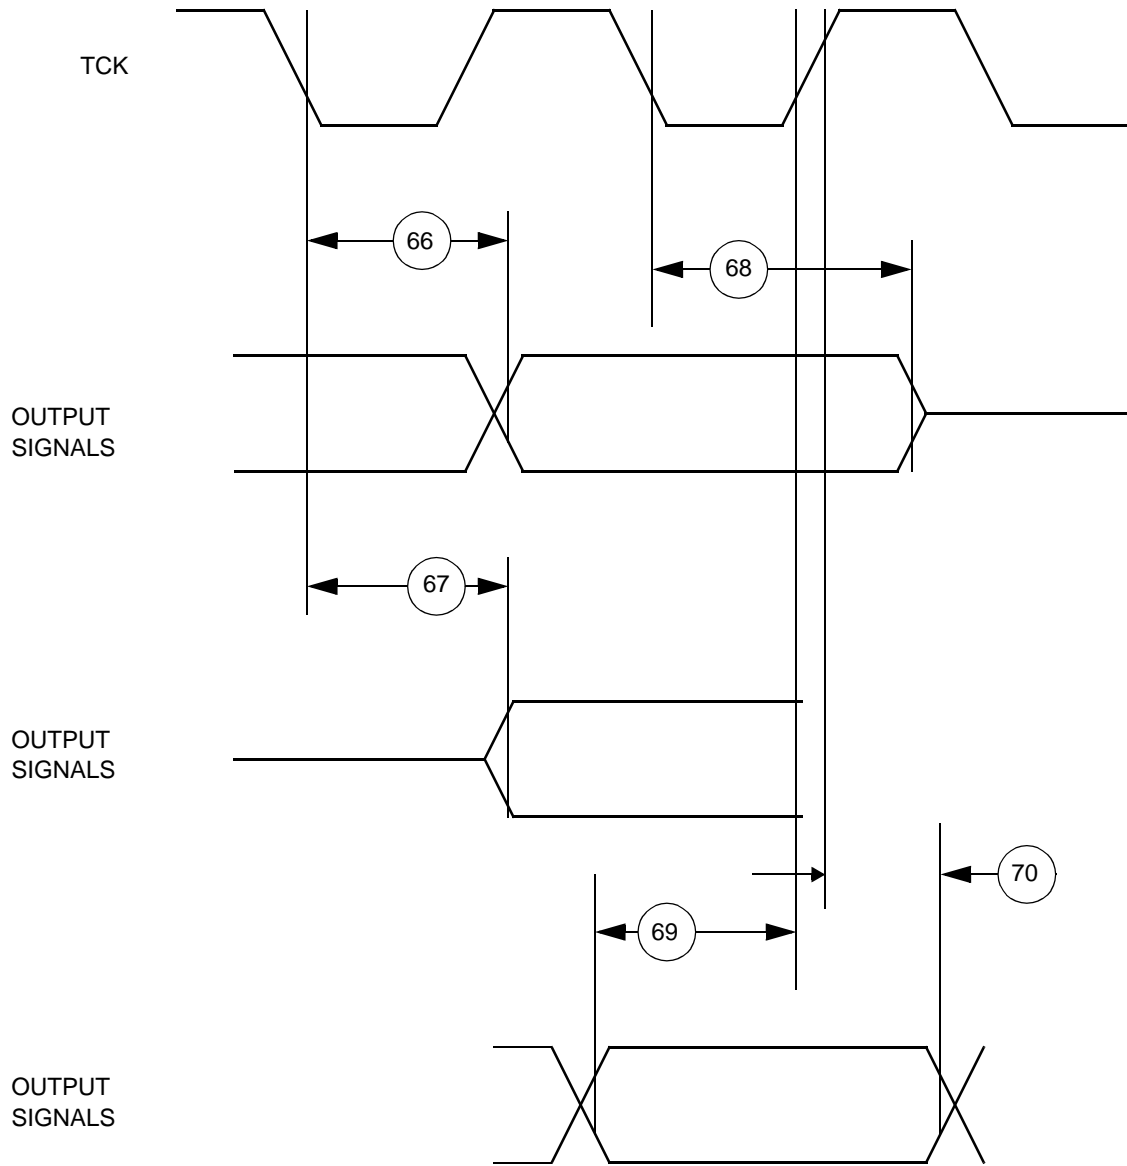 TCK
66
68
OUTPUT
SIGNALS
67
OUTPUT
SIGNALS
70
69
OUTPUT
SIGNALS